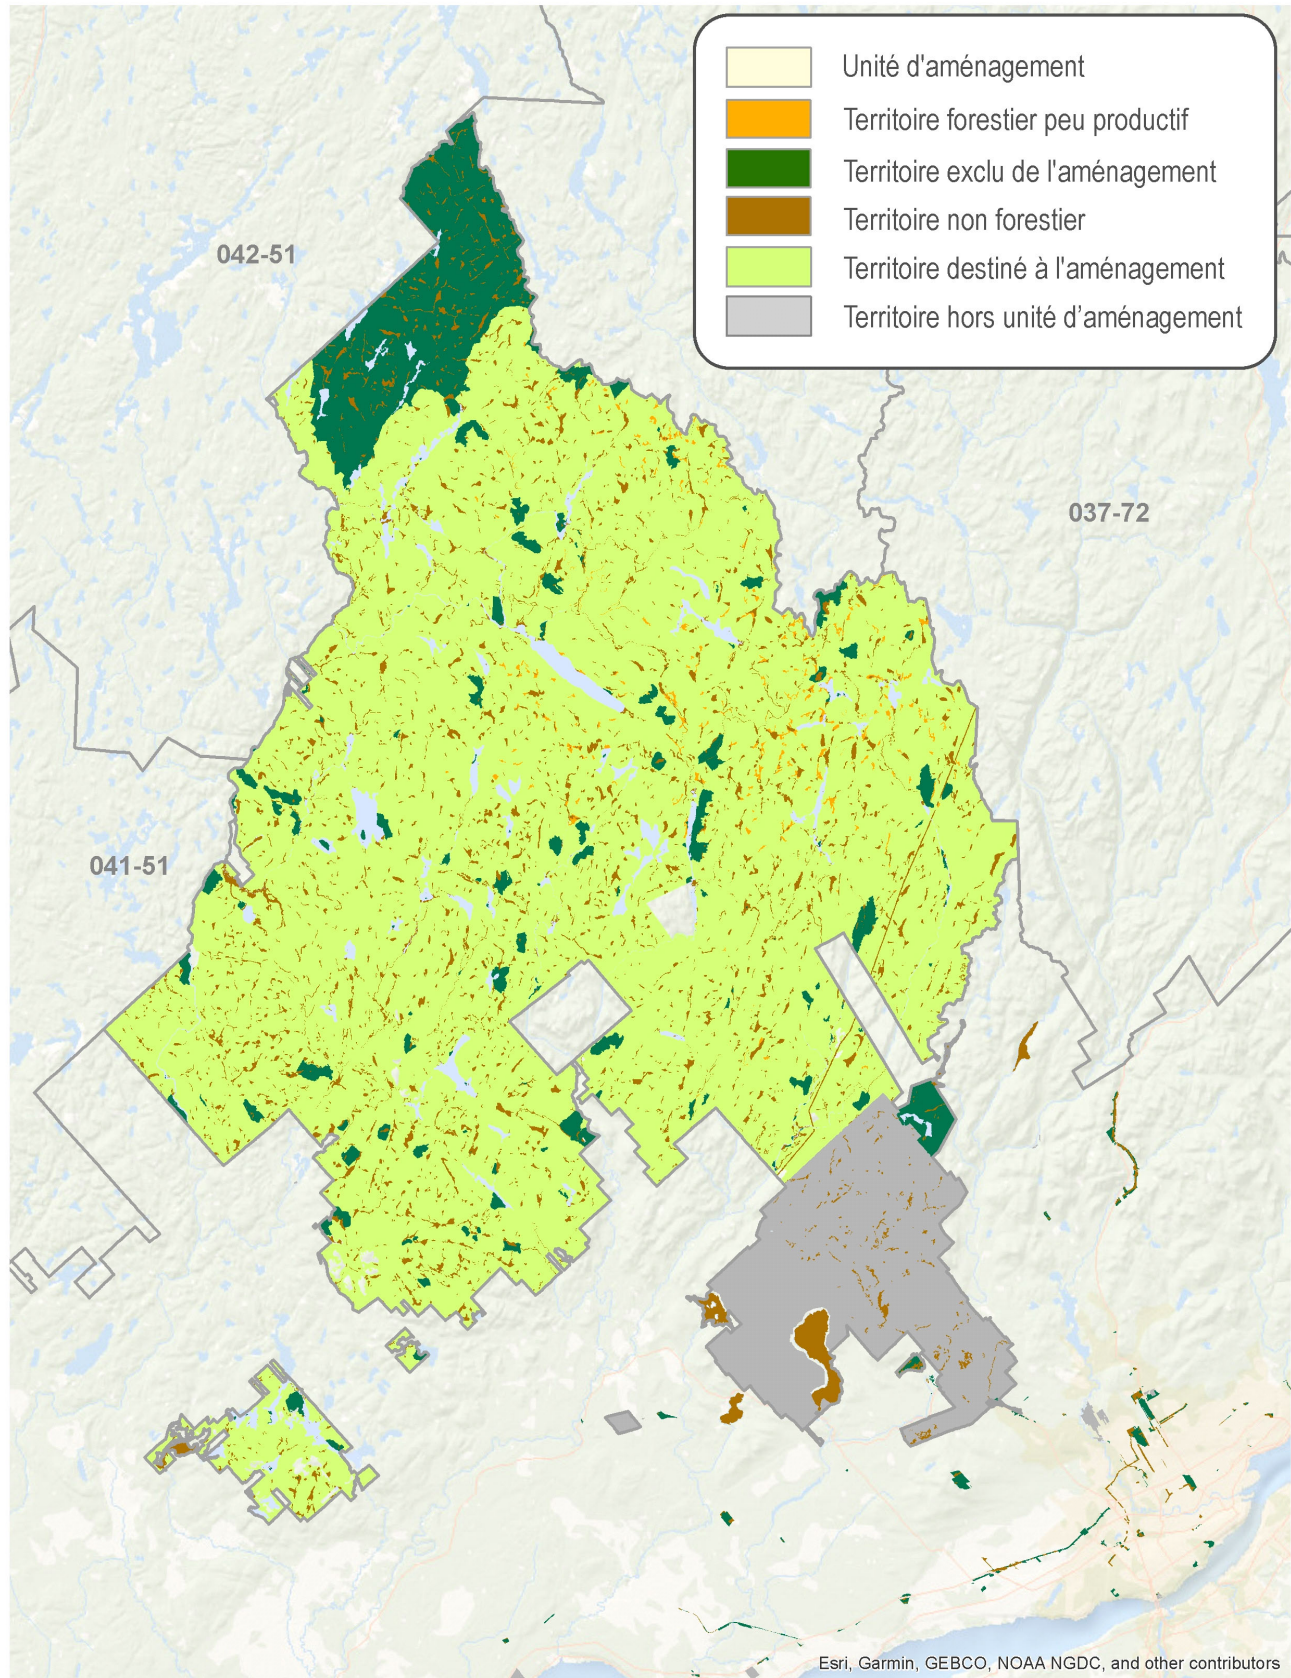 Unité d'aménagement
Territoire forestier peu productif
Territoire exclu de l'aménagement
Territoire non forestier
Territoire destiné à l'aménagement
Territoire hors unité d’aménagement
042-51
037-72
041-51
Esri, Garmin, GEBCO, NOAA NGDC, and other contributors